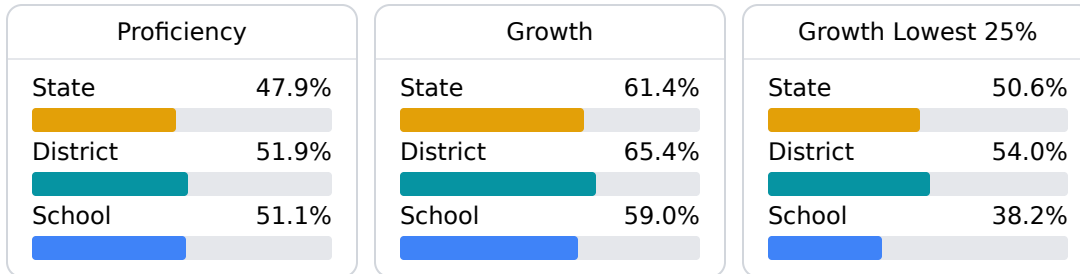 Proficiency
State 47.9%
District 51.9%
School 51.1%
Growth
State 61.4%
District 65.4%
School 59.0%
Growth Lowest 25%
State 50.6%
District 54.0%
School 38.2%